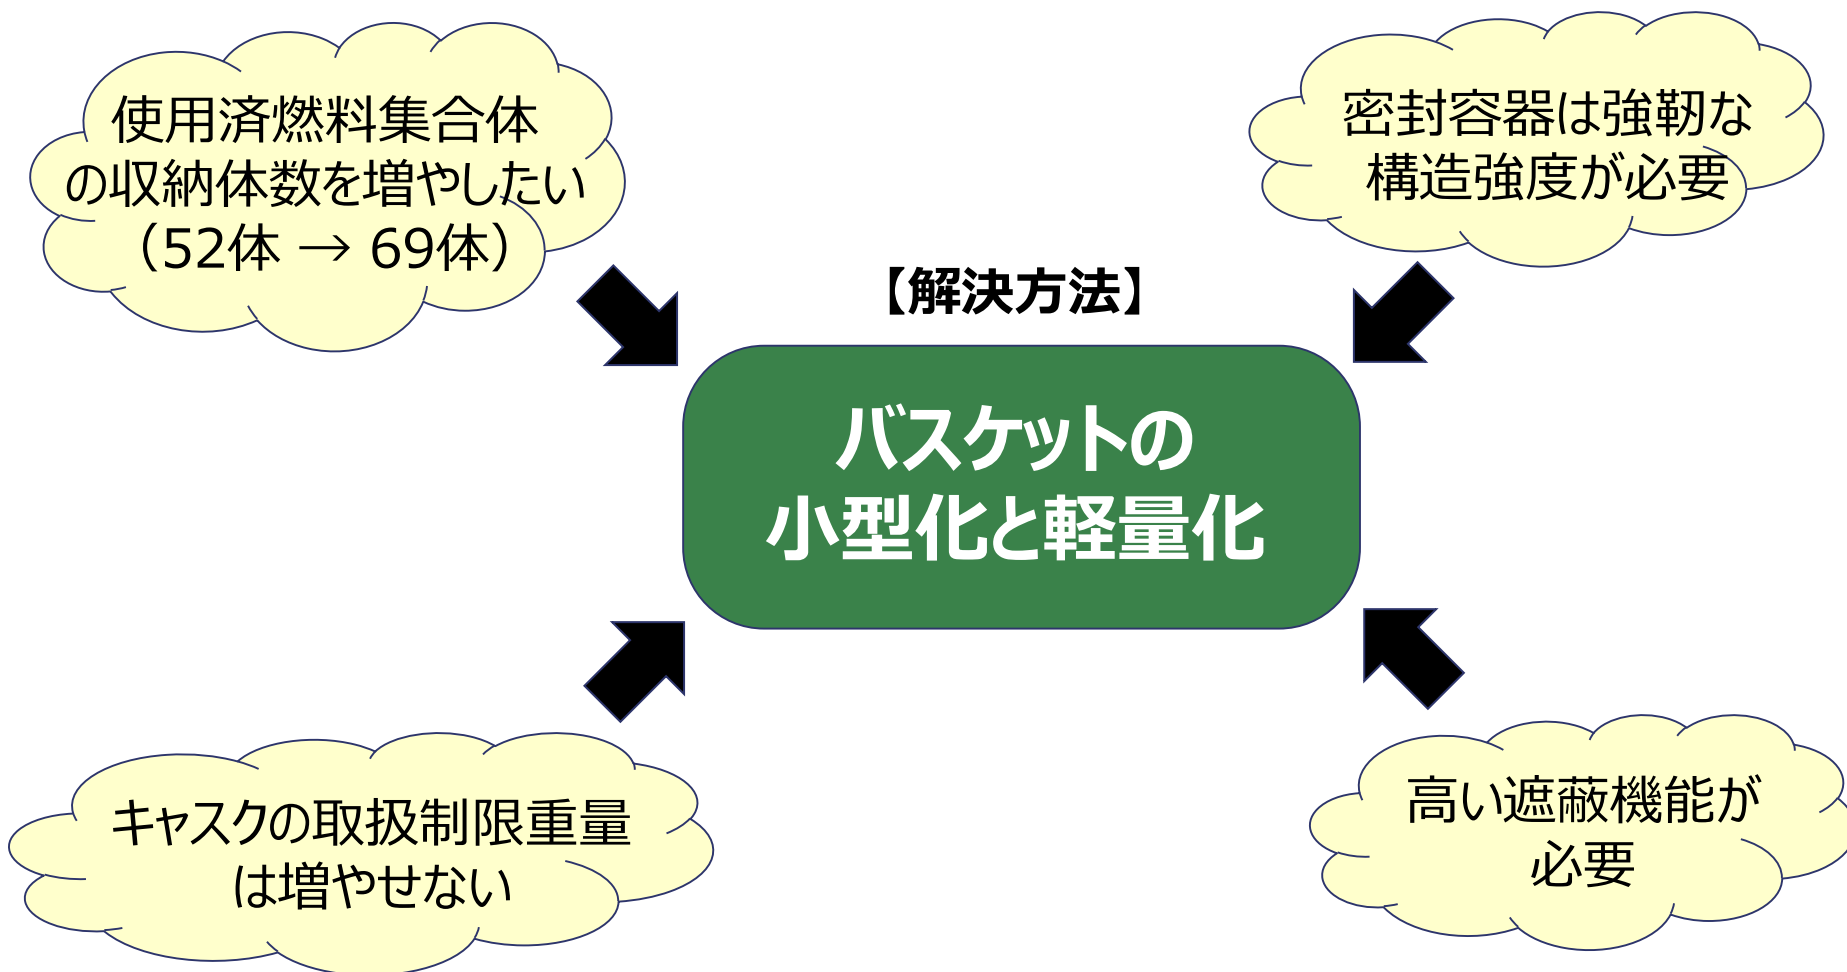 使用済燃料集合体
の収納体数を増やしたい
（52体 → 69体）
密封容器は強靭な
構造強度が必要
【解決方法】
バスケットの
小型化と軽量化
キャスクの取扱制限重量
は増やせない
高い遮蔽機能が
必要